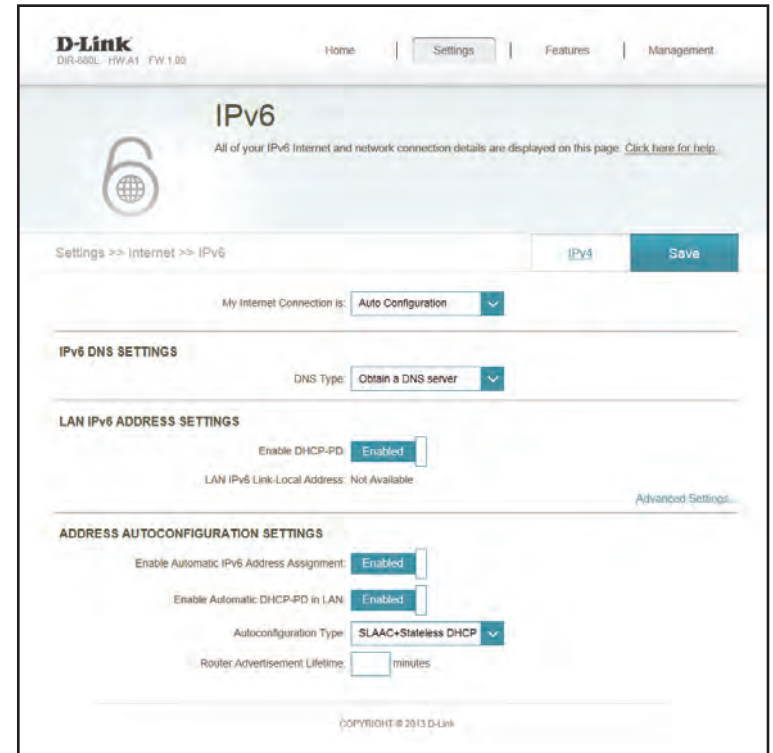 D-Link
DIR-880L HW:A1 FW:1.00
Home | Settings | Features | Management
IPv6
All of your IPv6 Internet and network connection details are displayed on this page. Click here for help.
Settings >> Internet >> IPv6
IPv4
Save
My Internet Connection is: Auto Configuration
IPv6 DNS SETTINGS
DNS Type: Obtain a DNS server
LAN IPv6 ADDRESS SETTINGS
Enable DHCP-PD: Enabled
LAN IPv6 Link-Local Address: Not Available
Advanced Settings...
ADDRESS AUTOCONFIGURATION SETTINGS
Enable Automatic IPv6 Address Assignment: Enabled
Enable Automatic DHCP-PD in LAN: Enabled
Autoconfiguration Type: SLAAC+Stateless DHCP
Router Advertisement Lifetime: minutes
COPYRIGHT © 2013 D-Link